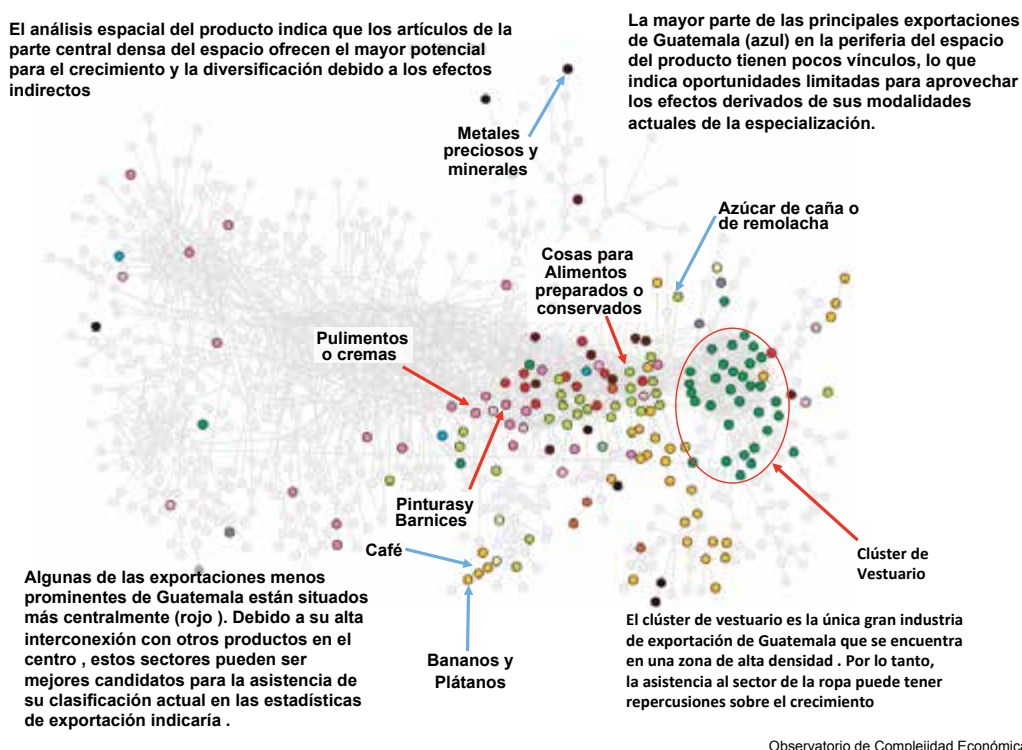 El análisis espacial del producto indica que los artículos de la
parte central densa del espacio ofrecen el mayor potencial
para el crecimiento y la diversificación debido a los efectos
indirectos
La mayor parte de las principales exportaciones
de Guatemala (azul) en la periferia del espacio
del producto tienen pocos vínculos, lo que
indica oportunidades limitadas para aprovechar
los efectos derivados de sus modalidades
actuales de la especialización.
Metales
preciosos y
minerales
Azúcar de caña o
de remolacha
Cosas para
Alimentos
preparados o
conservados
Pulimentos
o cremas
Pinturasy
Barnices
Café
Clúster de
Vestuario
Algunas de las exportaciones menos
prominentes de Guatemala están situados
más centralmente (rojo ). Debido a su alta
interconexión con otros productos en el
centro , estos sectores pueden ser
mejores candidatos para la asistencia de
su clasificación actual en las estadísticas
de exportación indicaría .
Bananos y
Plátanos
El clúster de vestuario es la única gran industria
de exportación de Guatemala que se encuentra
en una zona de alta densidad . Por lo tanto,
la asistencia al sector de la ropa puede tener
repercusiones sobre el crecimiento
Observatorio de Complejidad Económica